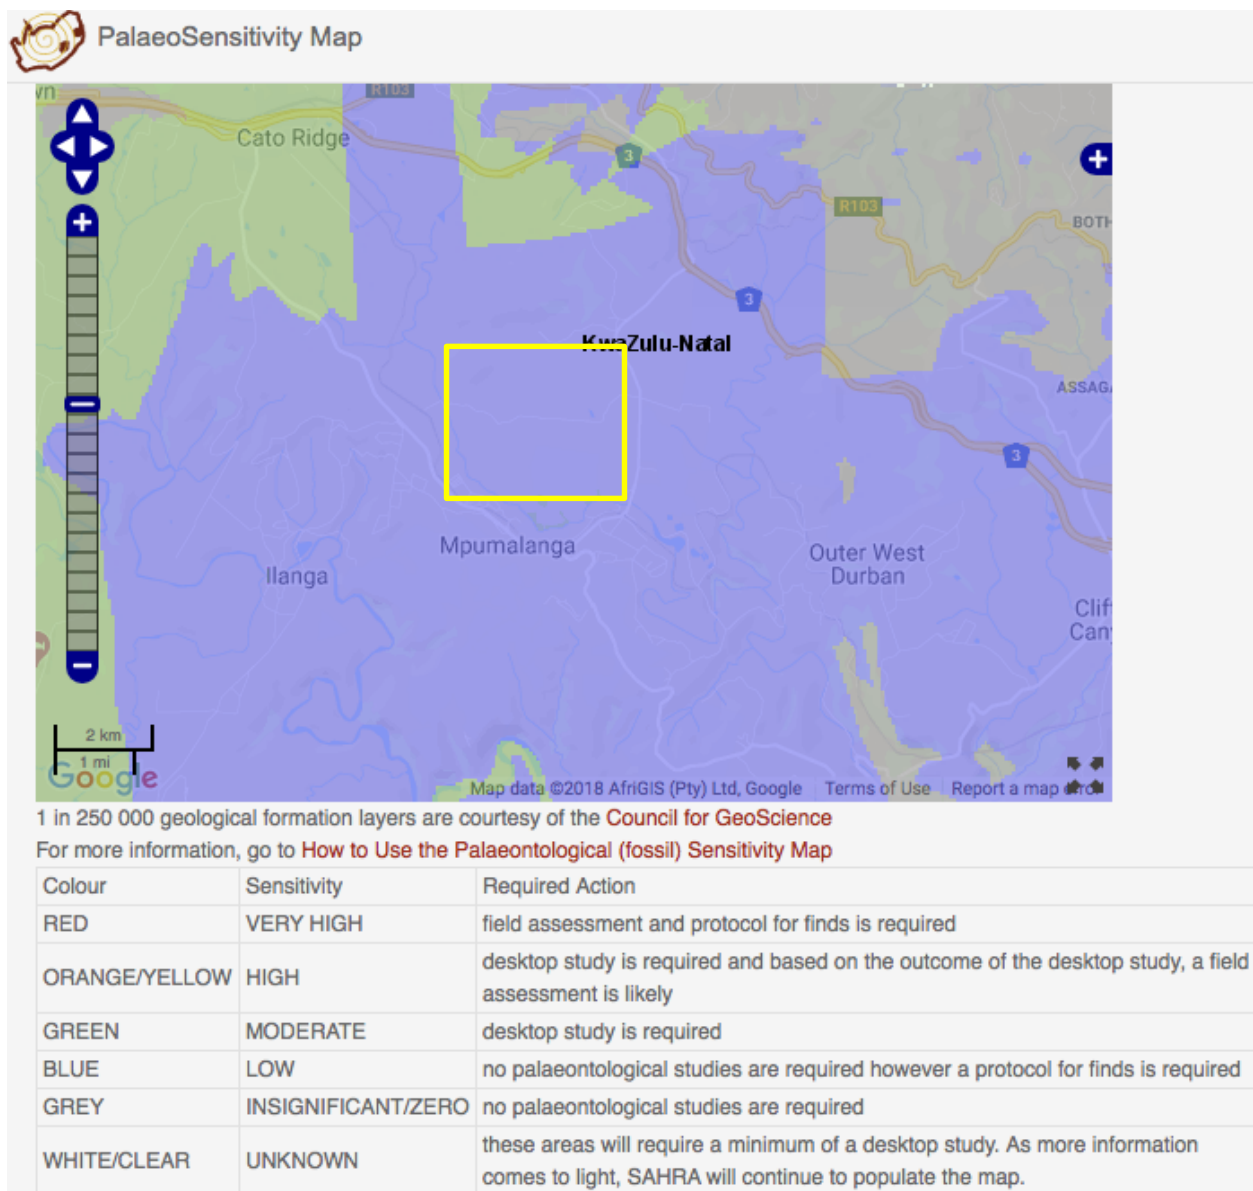 PalaeoSensitivity Map
wn
R103
Cato Ridge
3
R103
BOTH
3
KwaZulu-Natal
ASSAG
3
Mpumalanga
Outer West
Durban
Ilanga
Clif
Can
2 km
1 mi
Google
Map data ©2018 AfriGIS (Pty) Ltd, Google Terms of Use Report a map error
1 in 250 000 geological formation layers are courtesy of the Council for GeoScience
For more information, go to How to Use the Palaeontological (fossil) Sensitivity Map
Colour Sensitivity Required Action
RED VERY HIGH field assessment and protocol for finds is required
ORANGE/YELLOW HIGH desktop study is required and based on the outcome of the desktop study, a field
assessment is likely
GREEN MODERATE desktop study is required
BLUE LOW no palaeontological studies are required however a protocol for finds is required
GREY INSIGNIFICANT/ZERO no palaeontological studies are required
WHITE/CLEAR UNKNOWN these areas will require a minimum of a desktop study. As more information
comes to light, SAHRA will continue to populate the map.